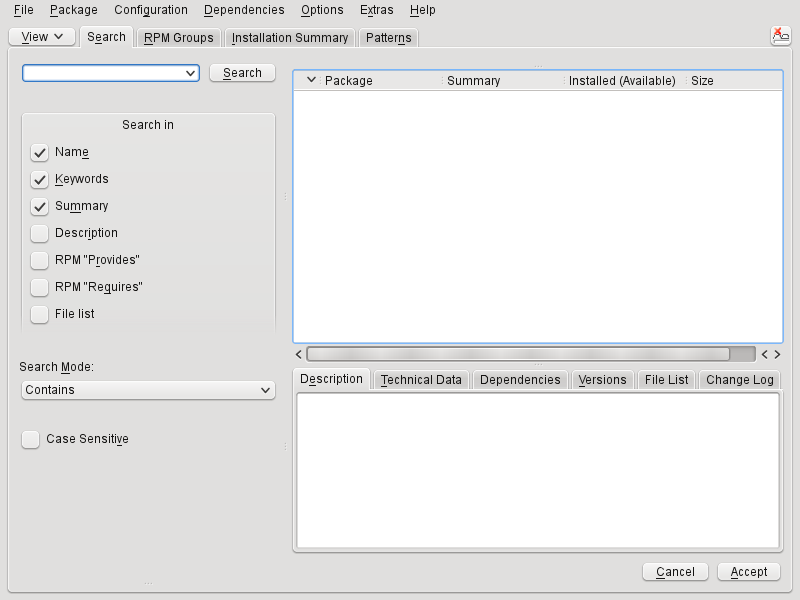 File Package Configuration Dependencies Options Extras Help
View Search RPM Groups Installation Summary Patterns
Search
Search in
Name
Keywords
Summary
Description
RPM "Provides"
RPM "Requires"
File list
Search Mode:
Contains
Case Sensitive
Package Summary Installed (Available) Size
Description Technical Data Dependencies Versions File List Change Log
Cancel Accept